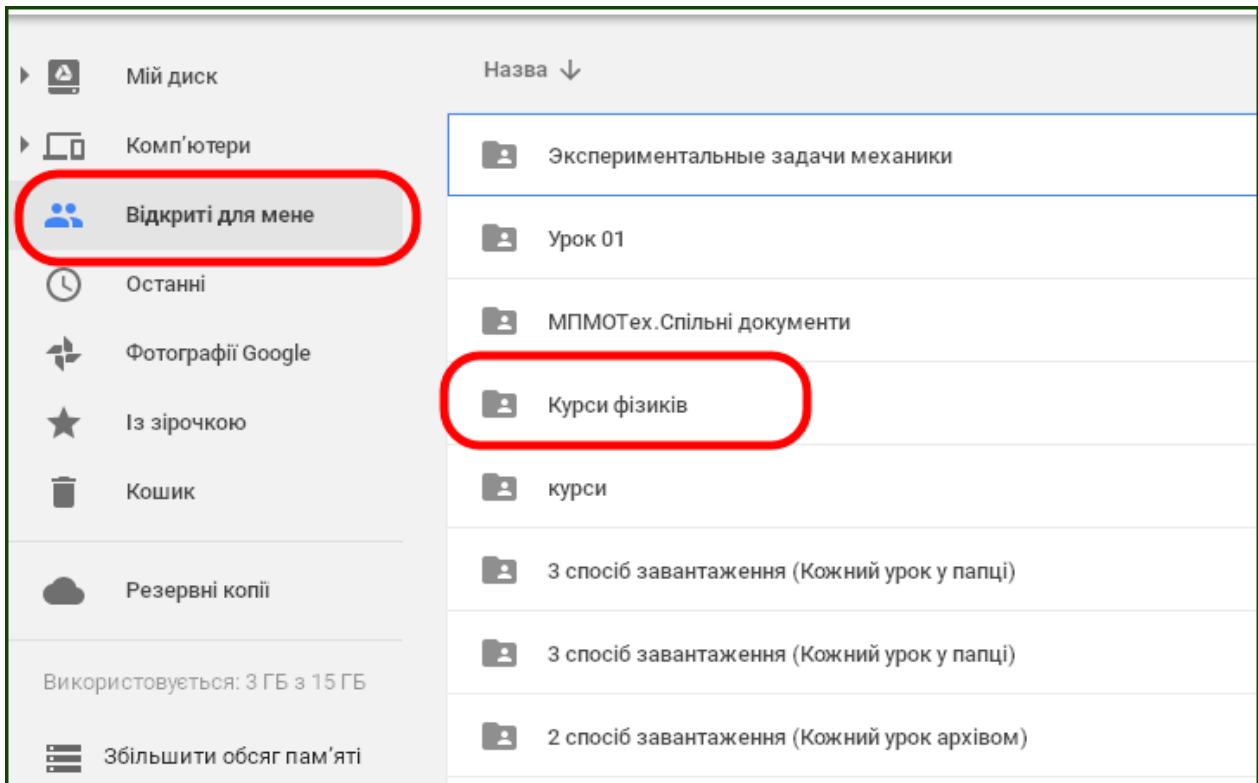 Мій диск
Комп'ютери
Відкриті для мене
Останні
Фотографії Google
Із зірочкою
Кошик
Резервні копії
Використовується: 3 ГБ з 15 ГБ
Збільшити обсяг пам'яті
Назва
Экспериментальные задачи механики
Урок 01
МПМОТех.Спільні документи
Курси фізиків
курси
3 спосіб завантаження (Кожний урок у папці)
3 спосіб завантаження (Кожний урок у папці)
2 спосіб завантаження (Кожний урок архівом)